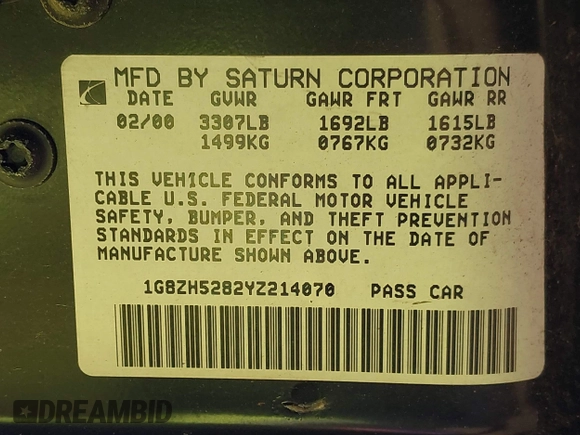 MFD BY SATURN CORPORATION
DATE GVWR GAWR FRT GAWR RR
02/00 3307LB 1692LB 1615LB
1499KG 0767KG 0732KG
THIS VEHICLE CONFORMS TO ALL APPLI-
CABLE U.S. FEDERAL MOTOR VEHICLE
SAFETY, BUMPER, AND THEFT PREVENTION
STANDARDS IN EFFECT ON THE DATE OF
MANUFACTURE SHOWN ABOVE.
1G8ZH5282YZ214070 PASS CAR
DREAMBID